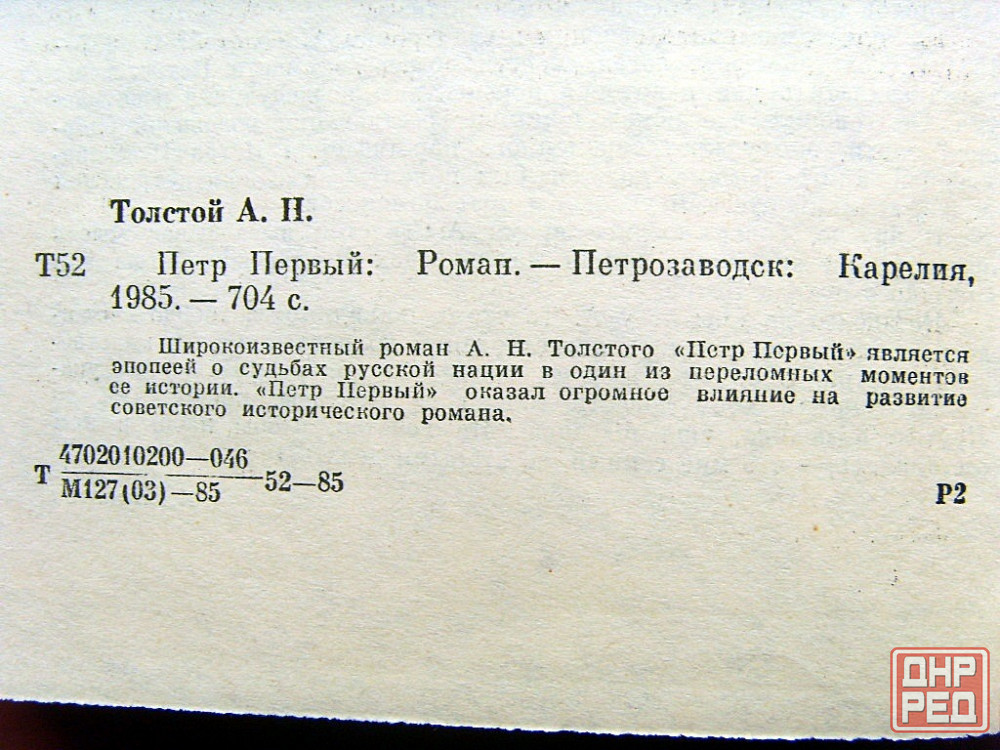 Толстой А. Н.
Т52 Петр Первый: Роман. — Петрозаводск: Карелия,
1985. — 704 с.
Широкоизвестный роман А. Н. Толстого «Петр Первый» является
эпопеей о судьбах русской нации в один из переломных моментов
ее истории. «Петр Первый» оказал огромное влияние на развитие
советского исторического романа.
4702010200—046
Т 52—85
М127(03)—85
Р2
ДНР
РЕД